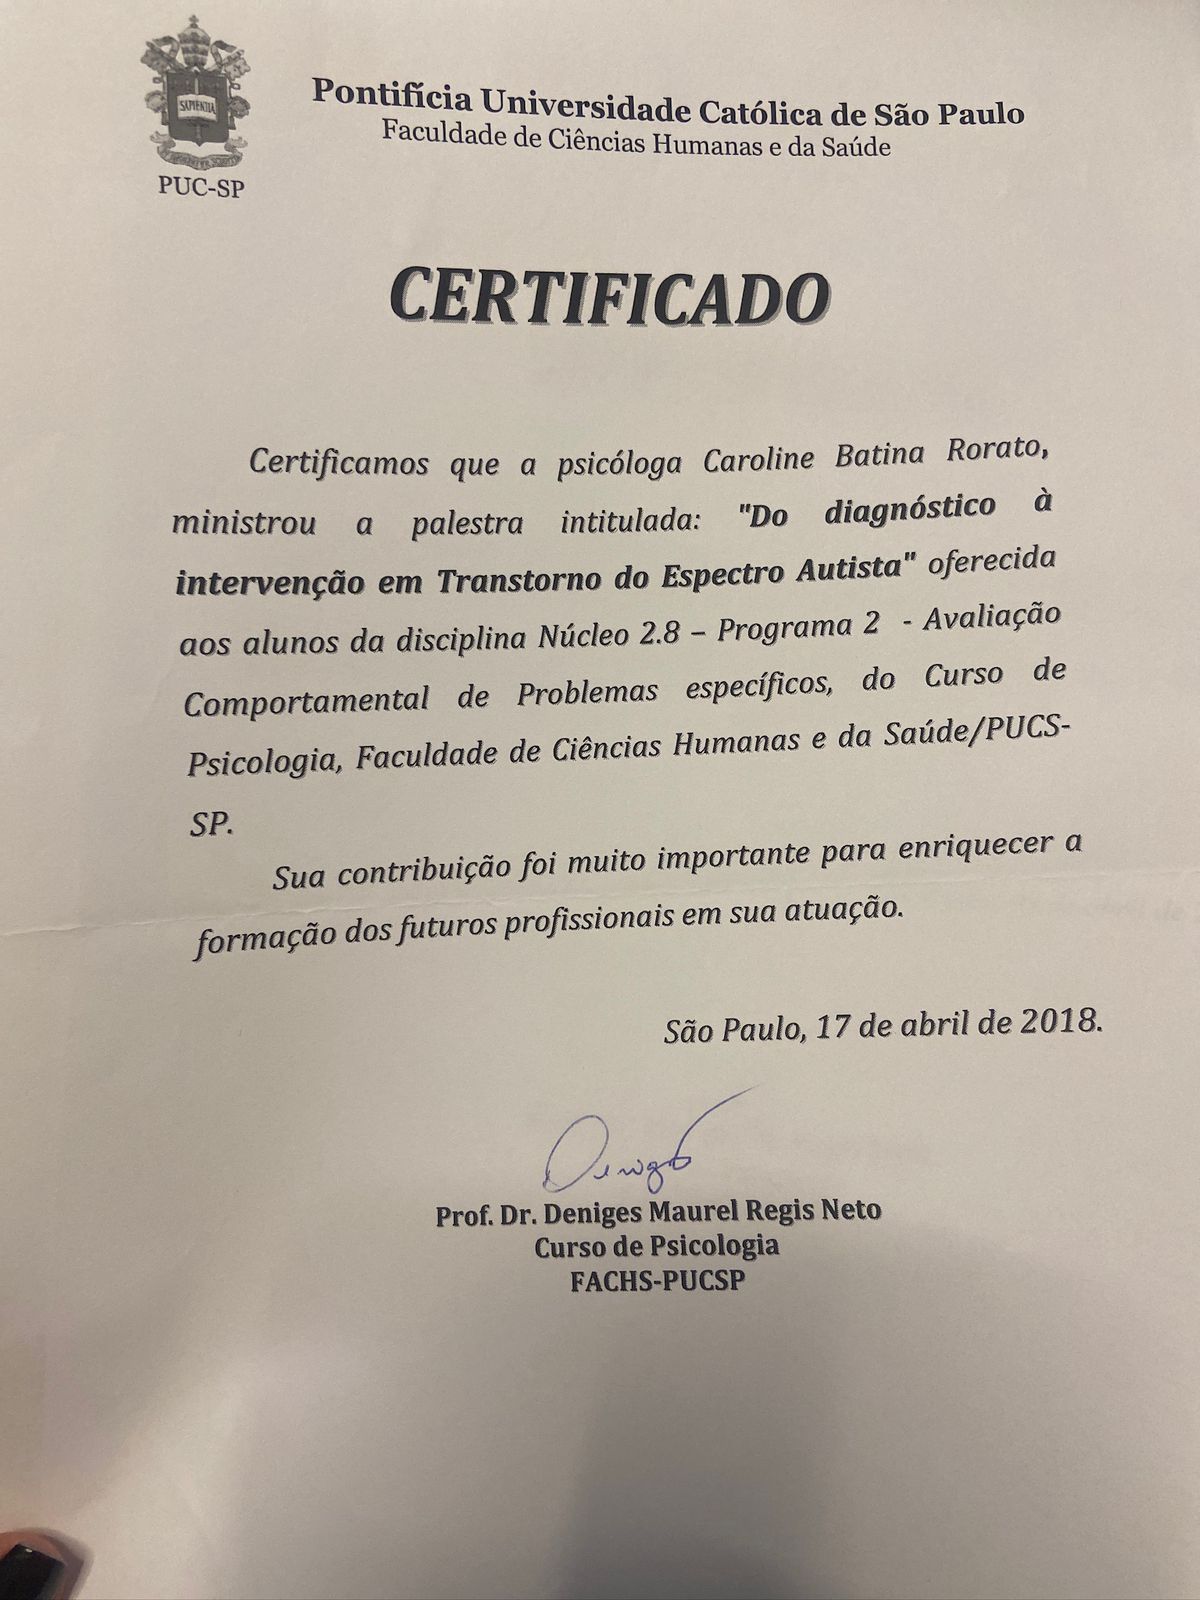 SAPIENTIA
PUC-SP
Pontifícia Universidade Católica de São Paulo
Faculdade de Ciências Humanas e da Saúde
CERTIFICADO
Certificamos que a psicóloga Caroline Batina Rorato,
ministrou a palestra intitulada: "Do diagnóstico à
intervenção em Transtorno do Espectro Autista" oferecida
aos alunos da disciplina Núcleo 2.8 – Programa 2 - Avaliação
Comportamental de Problemas específicos, do Curso de
Psicologia, Faculdade de Ciências Humanas e da Saúde/PUCS-
SP.
Sua contribuição foi muito importante para enriquecer a
formação dos futuros profissionais em sua atuação.
São Paulo, 17 de abril de 2018.
Prof. Dr. Deniges Maurel Regis Neto
Curso de Psicologia
FACHS-PUCSP